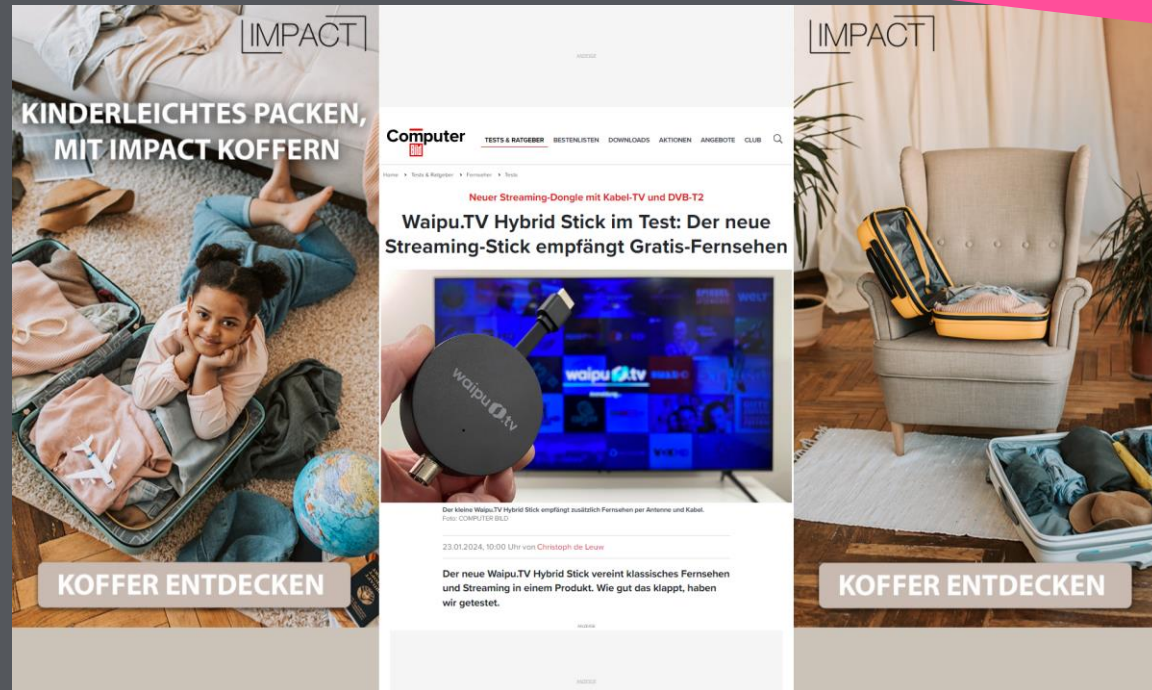 IMPACT
KINDERLEICHTES PACKEN,
MIT IMPACT KOFFERN
KOFFER ENTDECKEN
ANZEIGE
Computer
Bild
TESTS & RATGEBER BESTENLISTEN DOWNLOADS AKTIONEN ANGEBOTE CLUB
Home > Tests & Ratgeber > Fernsehen > Tests
Neuer Streaming-Dongle mit Kabel-TV und DVB-T2
Waipu.TV Hybrid Stick im Test: Der neue
Streaming-Stick empfängt Gratis-Fernsehen
waipu.tv
waipu.tv
WELT
Der kleine Waipu.TV Hybrid Stick empfängt zusätzlich Fernsehen per Antenne und Kabel.
Foto: COMPUTER BILD
23.01.2024, 10:00 Uhr von Christoph de Leuw
Der neue Waipu.TV Hybrid Stick vereint klassisches Fernsehen
und Streaming in einem Produkt. Wie gut das klappt, haben
wir getestet.
ANZEIGE
ANZEIGE
IMPACT
KOFFER ENTDECKEN